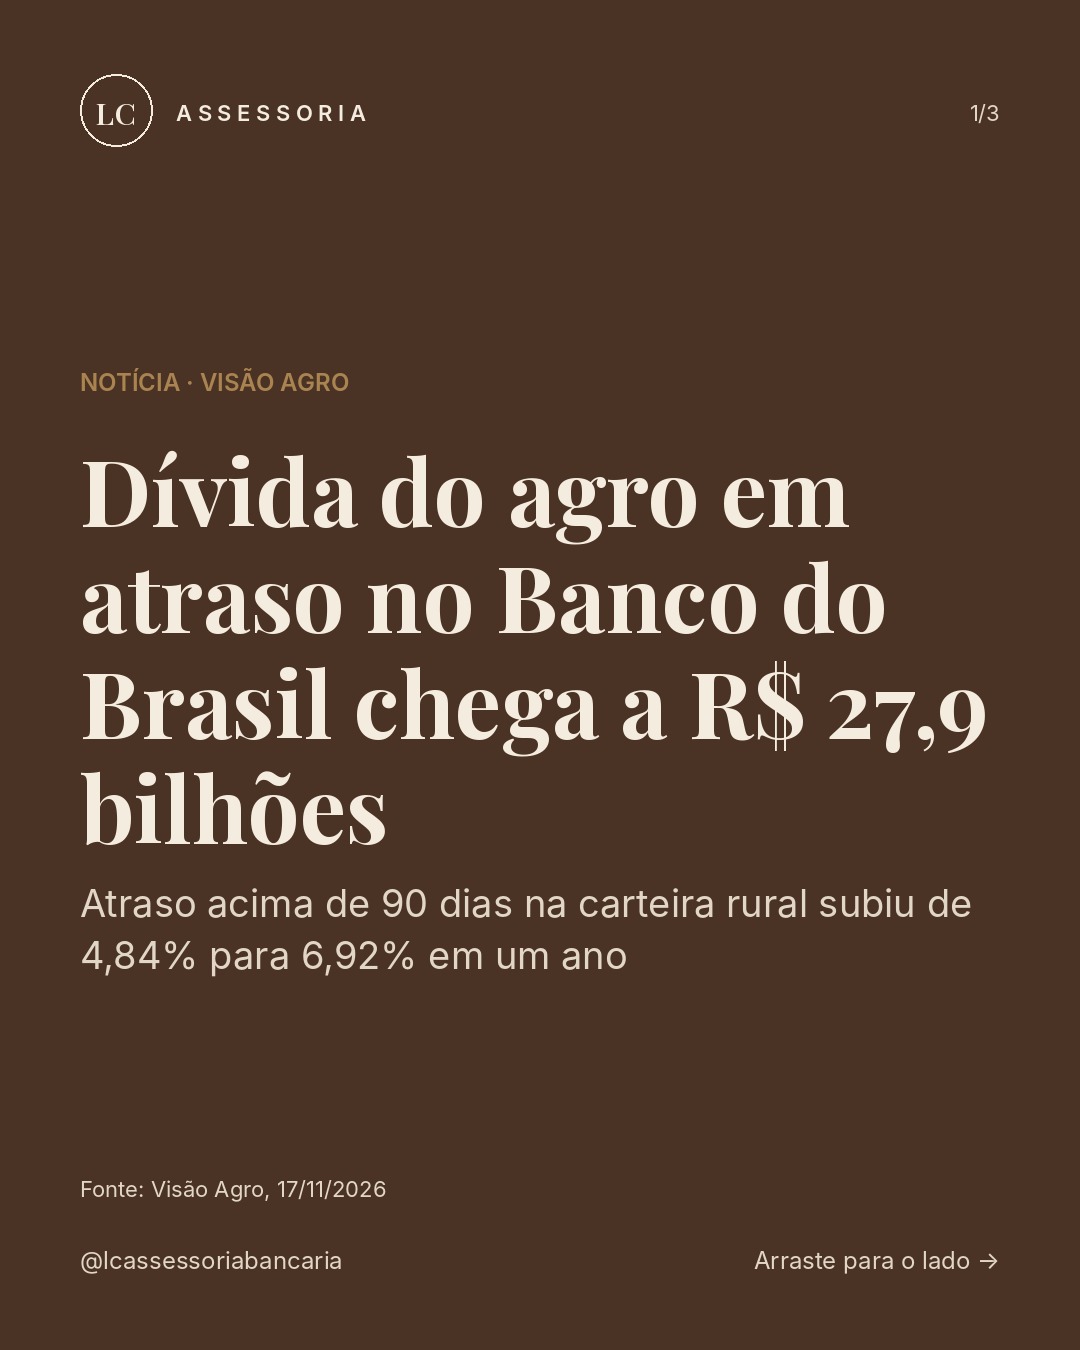 LC ASSESSORIA
1/3
NOTÍCIA · VISÃO AGRO
Dívida do agro em
atraso no Banco do
Brasil chega a R$ 27,9
bilhões
Atraso acima de 90 dias na carteira rural subiu de
4,84% para 6,92% em um ano
Fonte: Visão Agro, 17/11/2026
@lcassessoriabancaria
Arraste para o lado →